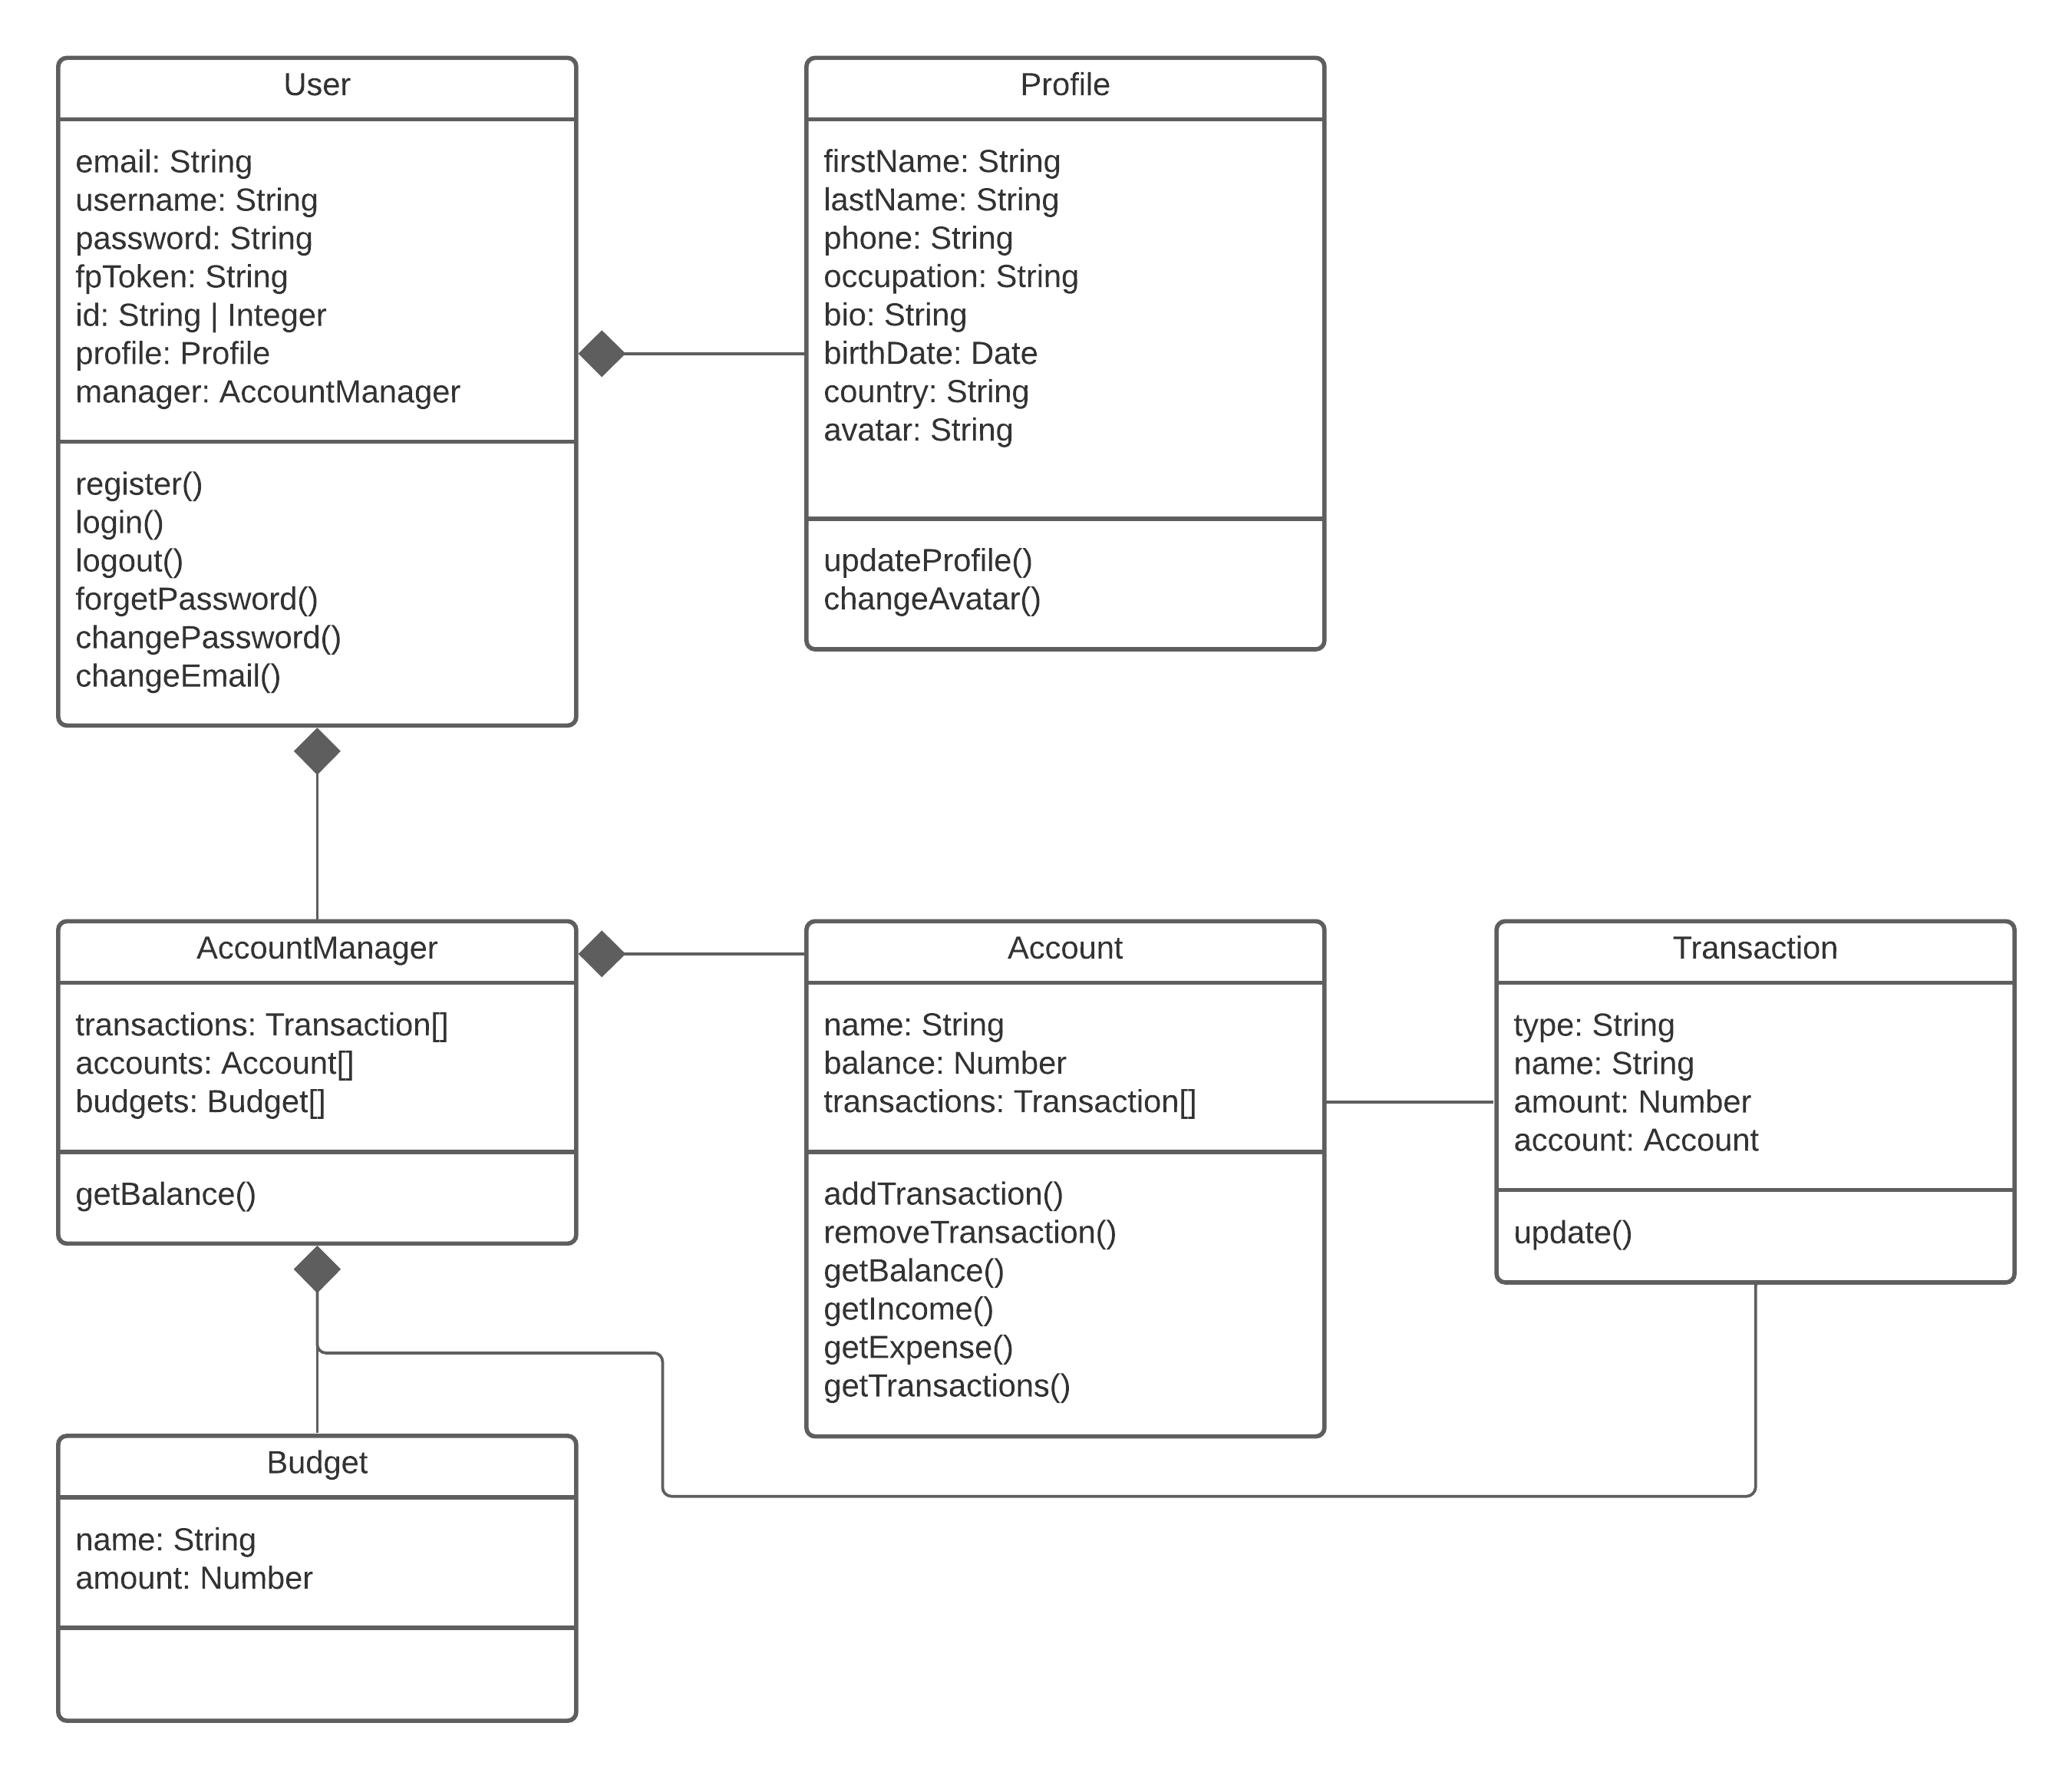 User
email: String
username: String
password: String
fpToken: String
id: String | Integer
profile: Profile
manager: AccountManager
register()
login()
logout()
forgetPassword()
changePassword()
changeEmail()
Profile
firstName: String
lastName: String
phone: String
occupation: String
bio: String
birthDate: Date
country: String
avatar: String
updateProfile()
changeAvatar()
AccountManager
transactions: Transaction[]
accounts: Account[]
budgets: Budget[]
getBalance()
Account
name: String
balance: Number
transactions: Transaction[]
addTransaction()
removeTransaction()
getBalance()
getIncome()
getExpense()
getTransactions()
Transaction
type: String
name: String
amount: Number
account: Account
update()
Budget
name: String
amount: Number